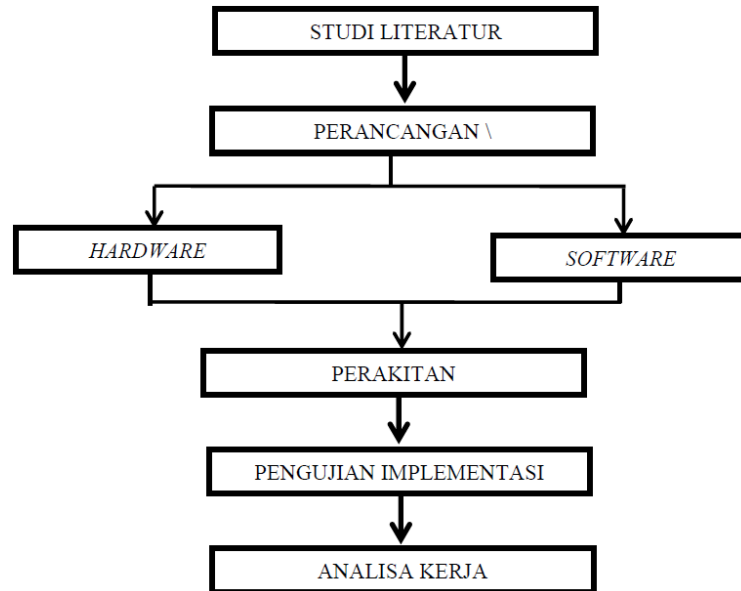 STUDI LITERATUR
PERANCANGAN \
HARDWARE
SOFTWARE
PERAKITAN
PENGUJIAN IMPLEMENTASI
ANALISA KERJA